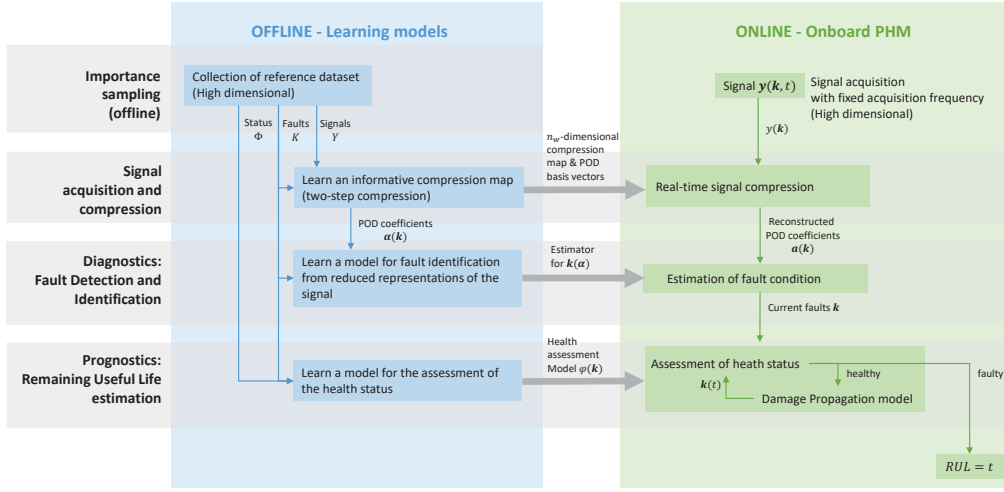 OFFLINE - Learning models
ONLINE - Onboard PHM
Importance
sampling
(offline)
Collection of reference dataset
(High dimensional)
Signal y(k, t)
Signal acquisition
with fixed acquisition frequency
(High dimensional)
Status
Φ
Faults
K
Signals
Y
y(k)
n_w-dimensional
compression
map & POD
basis vectors
Signal
acquisition and
compression
Learn an informative compression map
(two-step compression)
Real-time signal compression
POD coefficients
α(k)
Reconstructed
POD coefficients
α(k)
Diagnostics:
Fault Detection and
Identification
Learn a model for fault identification
from reduced representations of the
signal
Estimator
for k(α)
Estimation of fault condition
Current faults k
Prognostics:
Remaining Useful Life
estimation
Learn a model for the assessment of
the health status
Health
assessment
Model φ(k)
Assessment of heath status
k(t)
healthy
faulty
Damage Propagation model
RUL = t